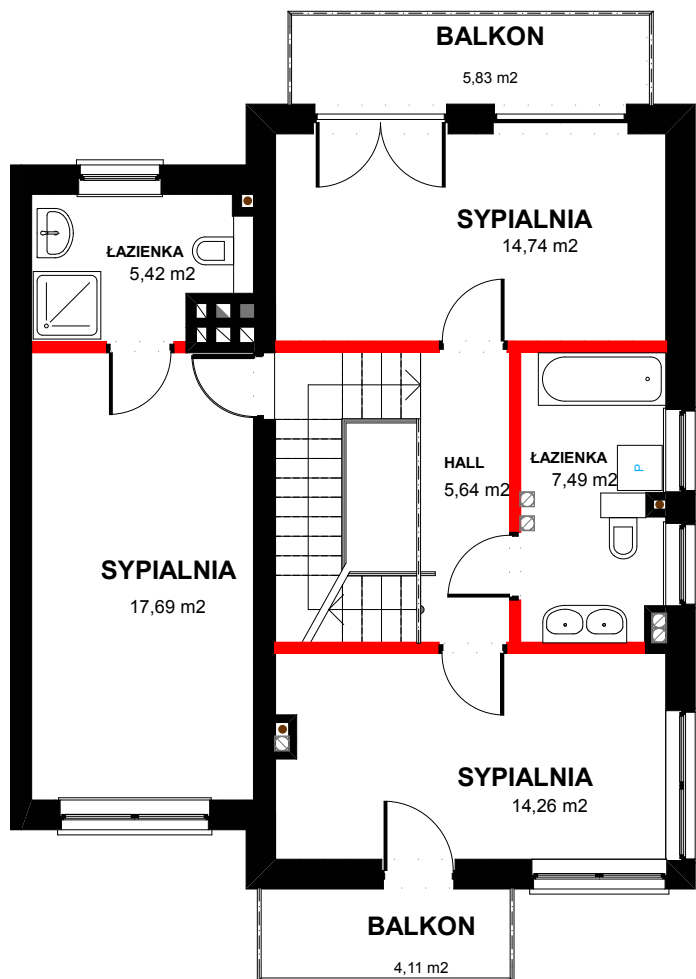 BALKON
5,83 m2
SYPIALNIA
14,74 m2
ŁAZIENKA
5,42 m2
HALL
5,64 m2
ŁAZIENKA
7,49 m2
P
SYPIALNIA
17,69 m2
SYPIALNIA
14,26 m2
BALKON
4,11 m2